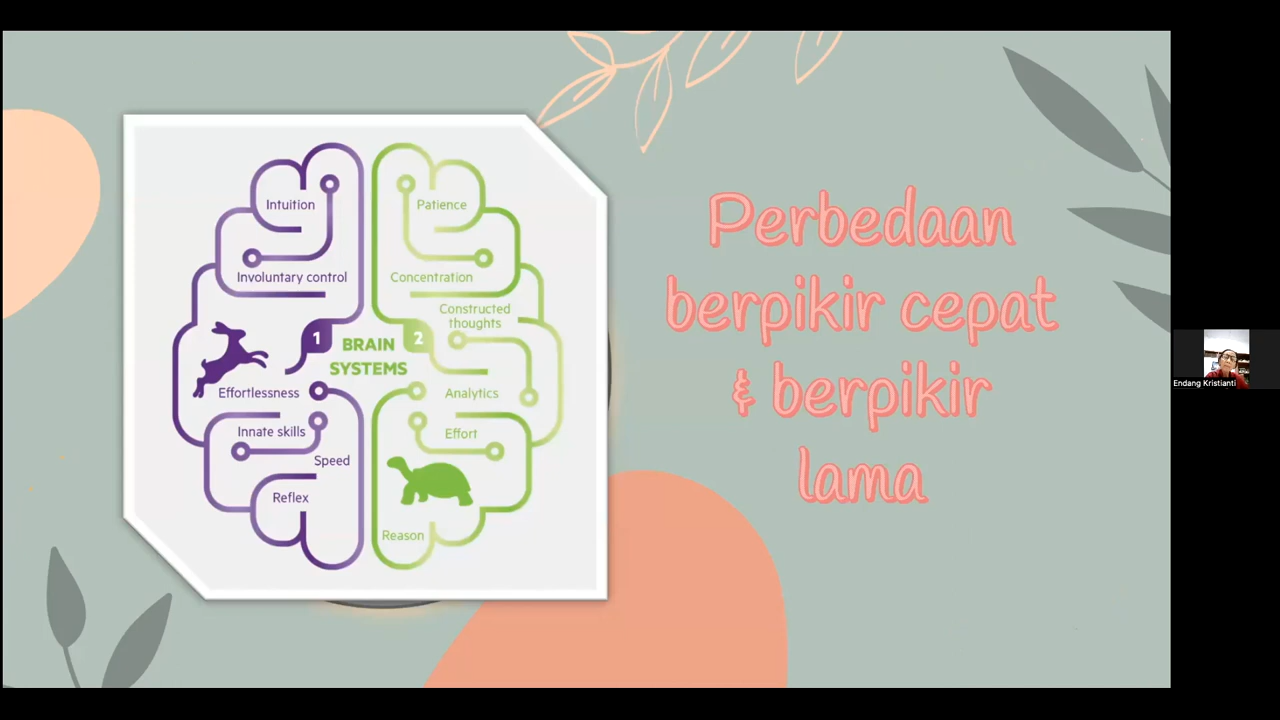 Intuition
Involuntary control
1
Effortlessness
Innate skills
Speed
Reflex
BRAIN
SYSTEMS
Patience
Concentration
Constructed
thoughts
2
Analytics
Effort
Reason
Perbedaan
berpikir cepat
& berpikir
lama
Endang Kristianti